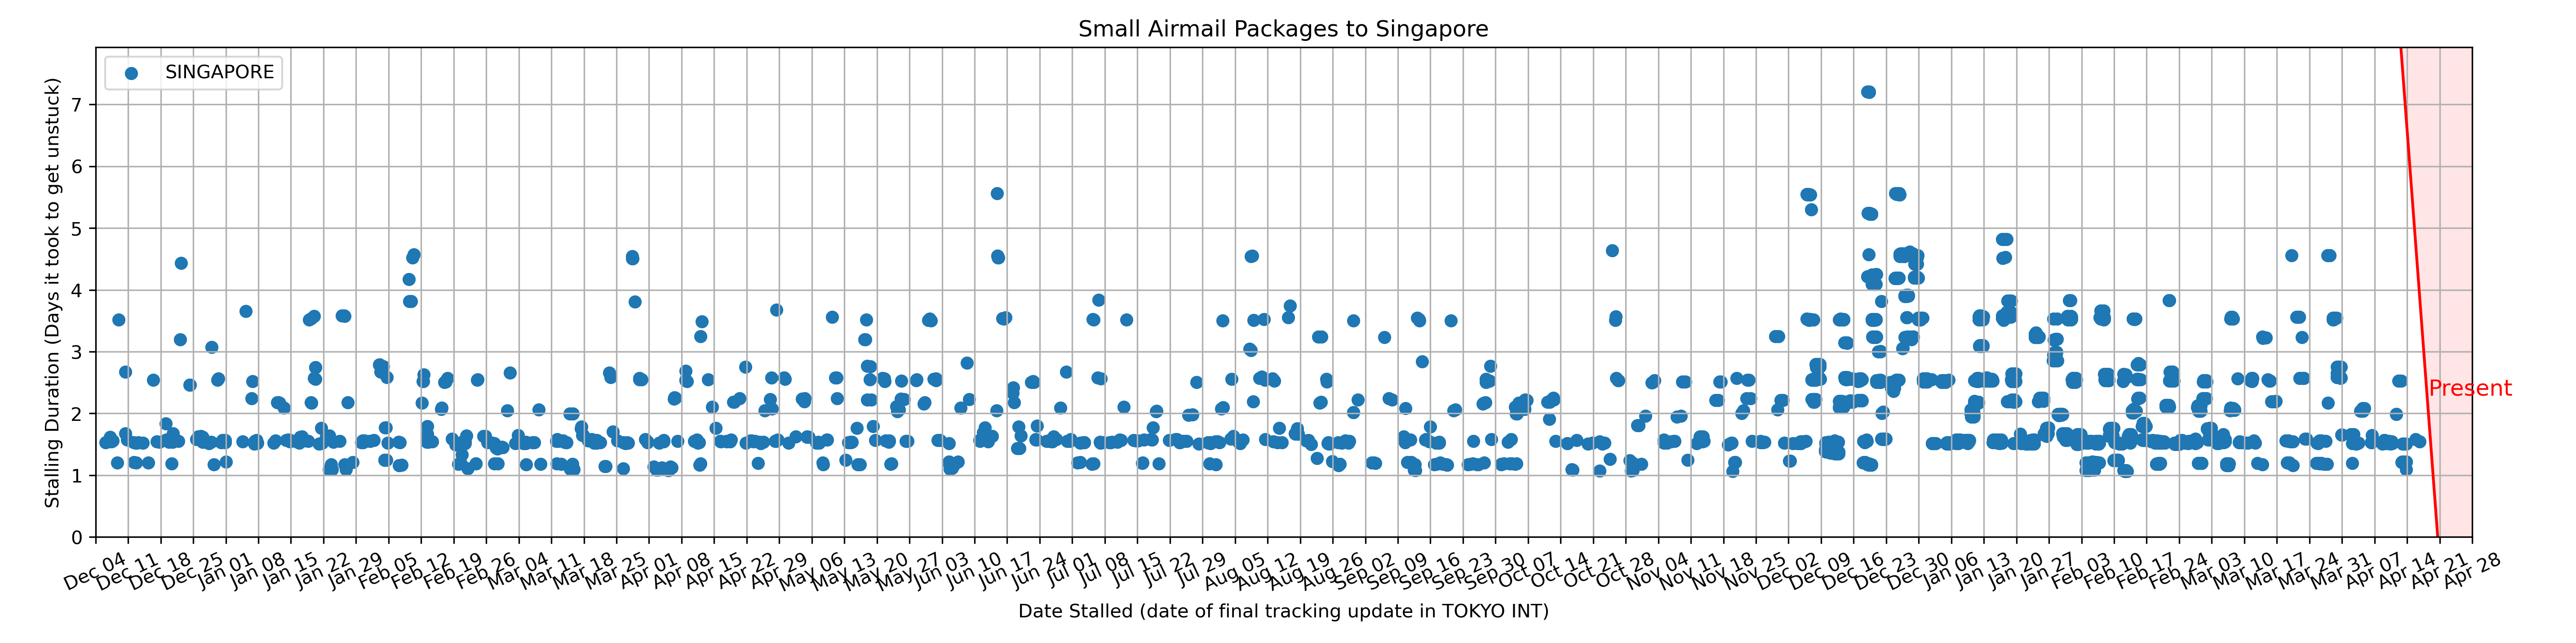 Small Airmail Packages to Singapore
SINGAPORE
Stalling Duration (Days it took to get unstuck)
7
6
5
4
3
2
1
0
Present
Dec 04 Dec 11 Dec 18 Dec 25 Jan 01 Jan 08 Jan 15 Jan 22 Jan 29 Feb 05 Feb 12 Feb 19 Feb 26 Mar 04 Mar 11 Mar 18 Mar 25 Apr 01 Apr 08 Apr 15 Apr 22 Apr 29 May 06 May 13 May 20 May 27 Jun 03 Jun 10 Jun 17 Jun 24 Jul 01 Jul 08 Jul 15 Jul 22 Jul 29 Aug 05 Aug 12 Aug 19 Aug 26 Sep 02 Sep 09 Sep 16 Sep 23 Sep 30 Oct 07 Oct 14 Oct 21 Oct 28 Nov 04 Nov 11 Nov 18 Nov 25 Dec 02 Dec 09 Dec 16 Dec 23 Dec 30 Jan 06 Jan 13 Jan 20 Jan 27 Feb 03 Feb 10 Feb 17 Feb 24 Mar 03 Mar 10 Mar 17 Mar 24 Mar 31 Apr 07 Apr 14 Apr 21 Apr 28
Date Stalled (date of final tracking update in TOKYO INT)